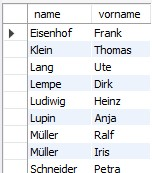 name vorname
Eisenhof Frank
Klein Thomas
Lang Ute
Lempe Dirk
Ludiwig Heinz
Lupin Anja
Müller Ralf
Müller Iris
Schneider Petra